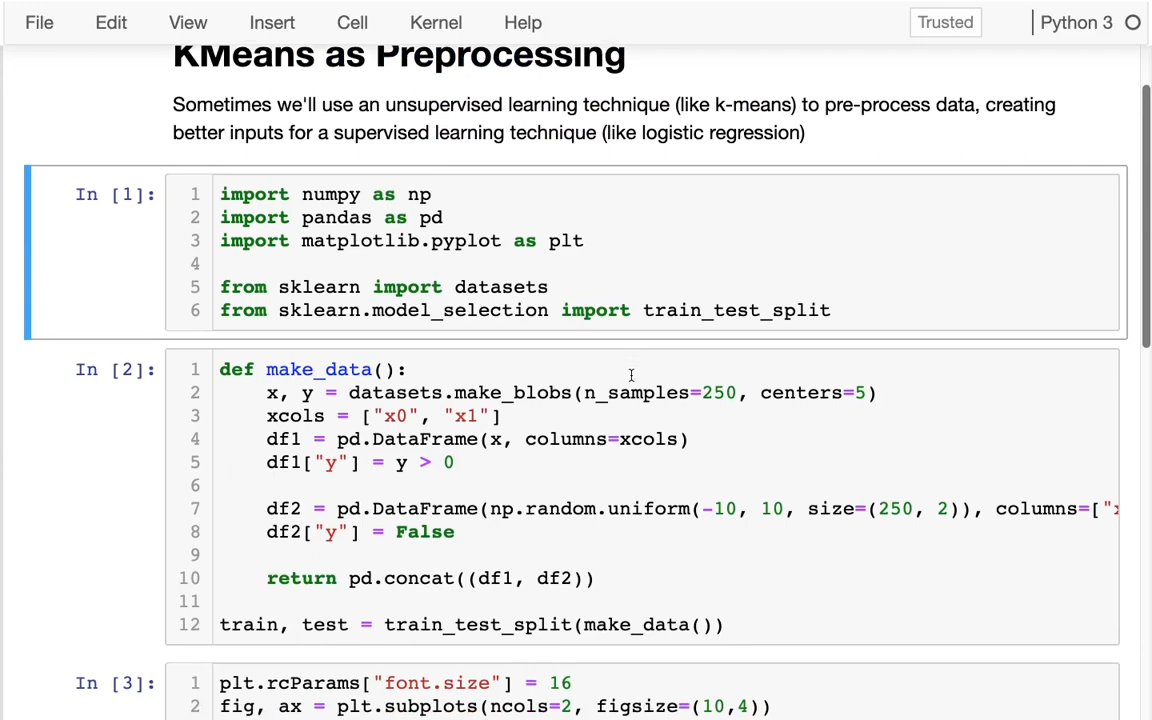 File Edit View Insert Cell Kernel Help Trusted Python 3
KMeans as Preprocessing
Sometimes we'll use an unsupervised learning technique (like k-means) to pre-process data, creating
better inputs for a supervised learning technique (like logistic regression)
In [1]: 1 import numpy as np
2 import pandas as pd
3 import matplotlib.pyplot as plt
4
5 from sklearn import datasets
6 from sklearn.model_selection import train_test_split
In [2]: 1 def make_data():
2 x, y = datasets.make_blobs(n_samples=250, centers=5)
3 xcols = ["x0", "x1"]
4 df1 = pd.DataFrame(x, columns=xcols)
5 df1["y"] = y > 0
6
7 df2 = pd.DataFrame(np.random.uniform(-10, 10, size=(250, 2)), columns=["
8 df2["y"] = False
9
10 return pd.concat((df1, df2))
11
12 train, test = train_test_split(make_data())
In [3]: 1 plt.rcParams["font.size"] = 16
2 fig, ax = plt.subplots(ncols=2, figsize=(10,4))